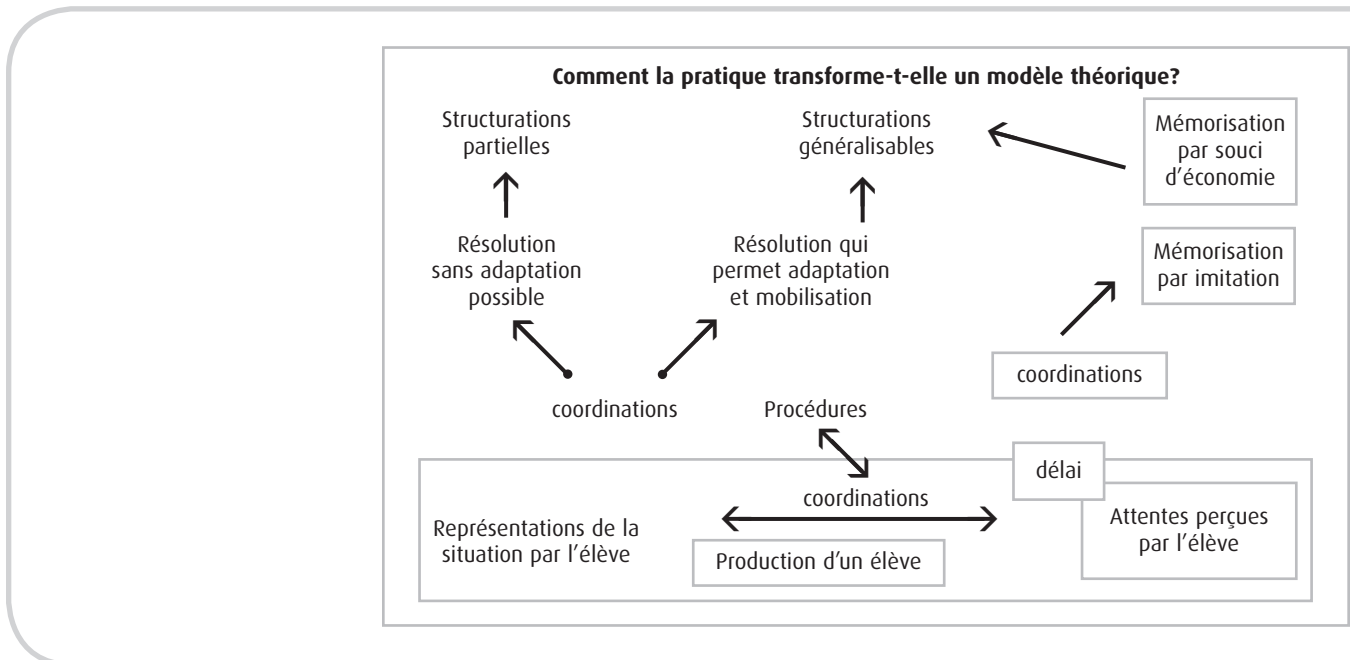 Comment la pratique transforme-t-elle un modèle théorique?
Structurations
partielles
Structurations
généralisables
Mémorisation
par souci
d'économie
Résolution
sans adaptation
possible
Résolution qui
permet adaptation
et mobilisation
Mémorisation
par imitation
coordinations
coordinations
Procédures
délai
coordinations
Représentations de la
situation par l'élève
Production d'un élève
Attentes perçues
par l'élève